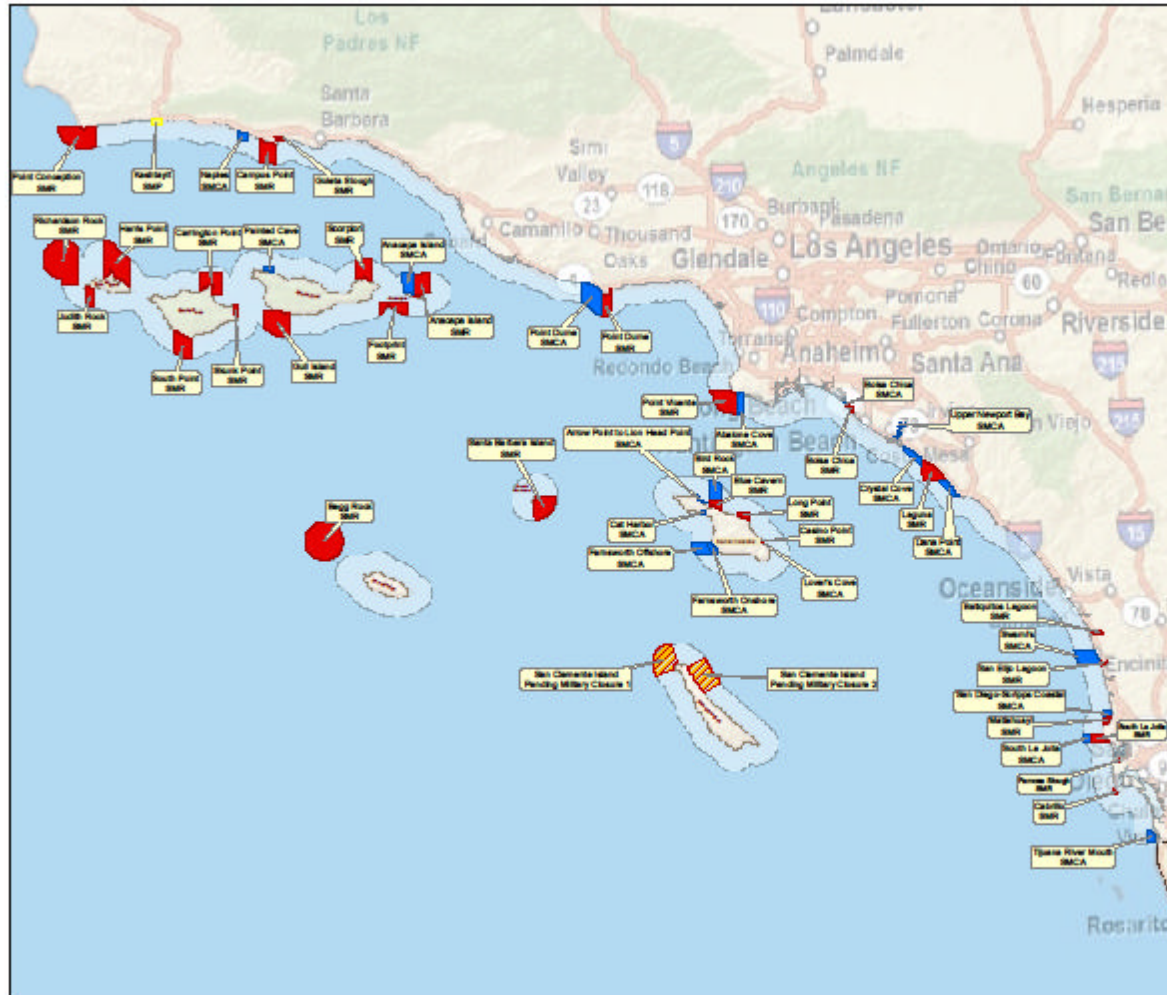 Los
Padres NF
Lancaster
Palmdale
Hesperia
Santa
Barbara
Simi
Valley
118
23
5
210
170
Angeles NF
San Berna
San Be
Burbank
Pasadena
Camarillo
Thousand
Oaks
Glendale
Los Angeles
Ontario
Fontana
Chino
60
Redlo
110
Pomona
Riverside
Compton
Fullerton
Corona
Torrance
Anaheim
Santa Ana
215
Redondo Beach
Viejo
15
Oceanside
Vista
78
Encini
Rosarito
Point Conception
SMR
Kashtayit
SMP
Naples
SMCA
Campus Point
SMR
Goleta Slough
SMR
Richardson Rock
SMR
Harris Point
SMR
Carrington Point
SMR
Painted Cave
SMCA
Scorpion
SMR
Anacapa Island
SMCA
Judith Rock
SMR
South Point
SMR
Skunk Point
SMR
Gull Island
SMR
Footprint
SMR
Anacapa Island
SMR
Point Dume
SMCA
Point Dume
SMR
Point Vicente
SMR
Abalone Cove
SMCA
Bolsa Chica
SMCA
Bolsa Chica
SMR
Upper Newport Bay
SMCA
Crystal Cove
SMCA
Laguna
SMR
Dana Point
SMCA
Arrow Point to Lion Head Point
SMCA
Santa Barbara Island
SMR
Bird Rock
SMCA
Blue Cavern
SMR
Long Point
SMR
Begg Rock
SMR
Cat Harbor
SMCA
Casino Point
SMR
Farnsworth Offshore
SMCA
Farnsworth Onshore
SMCA
Lover's Cove
SMCA
San Clemente Island
Pending Military Closure 1
San Clemente Island
Pending Military Closure 2
Batiquitos Lagoon
SMR
Swami's
SMCA
San Elijo Lagoon
SMR
San Diego-Scripps Coastal
SMCA
Matlahuayl
SMR
South La Jolla
SMR
South La Jolla
SMCA
Famosa Slough
SMR
Cabrillo
SMR
Tijuana River Mouth
SMCA